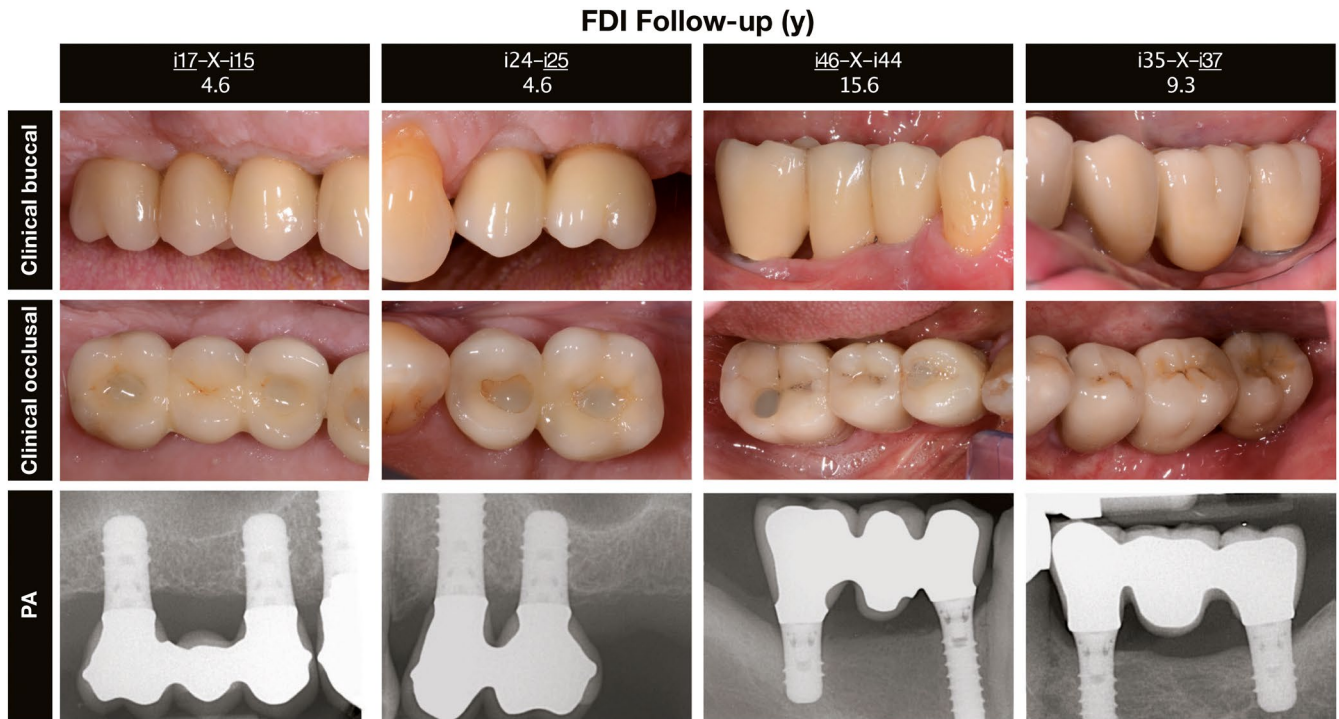 FDI Follow-up (y)
i17-X-i15
4.6
i24-i25
4.6
i46-X-i44
15.6
i35-X-i37
9.3
Clinical buccal
Clinical occlusal
PA